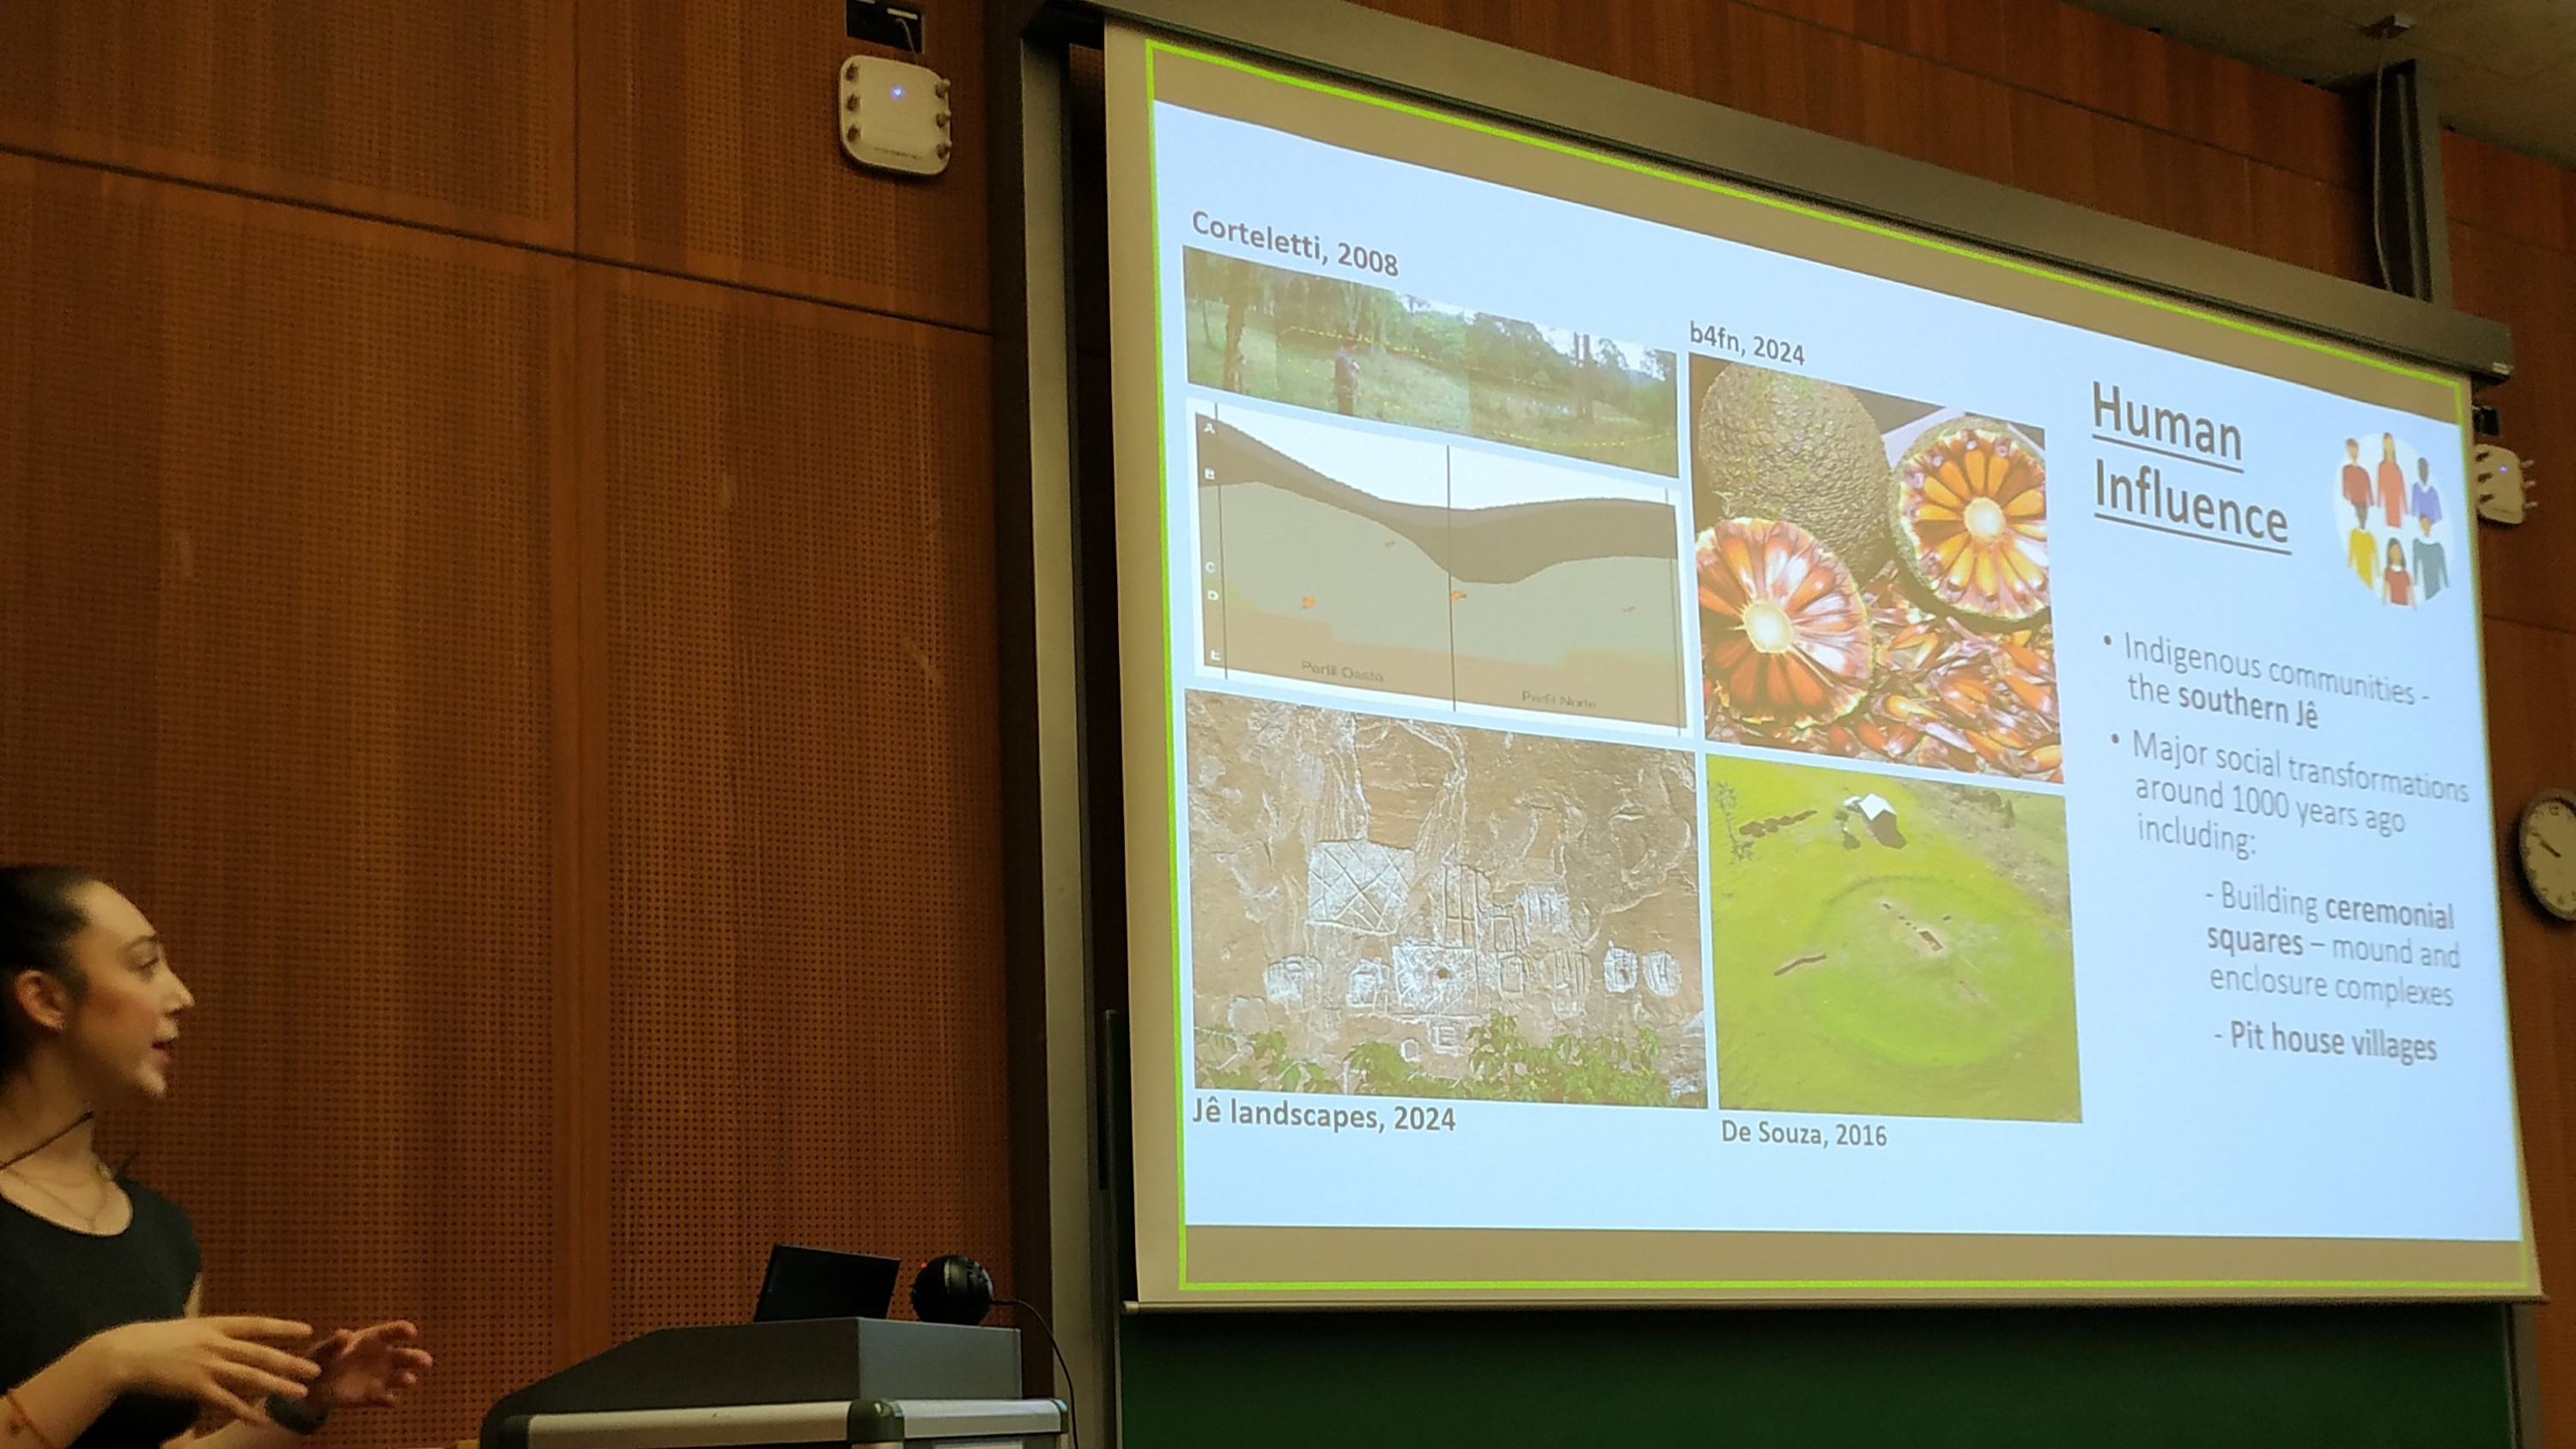 Corteletti, 2008
b4fn, 2024
Human
Influence
A
B
C
D
E
Perfil Oeste
Perfil Norte
• Indigenous communities -
the southern Jê
• Major social transformations
around 1000 years ago
including:
- Building ceremonial
squares – mound and
enclosure complexes
- Pit house villages
Jê landscapes, 2024
De Souza, 2016